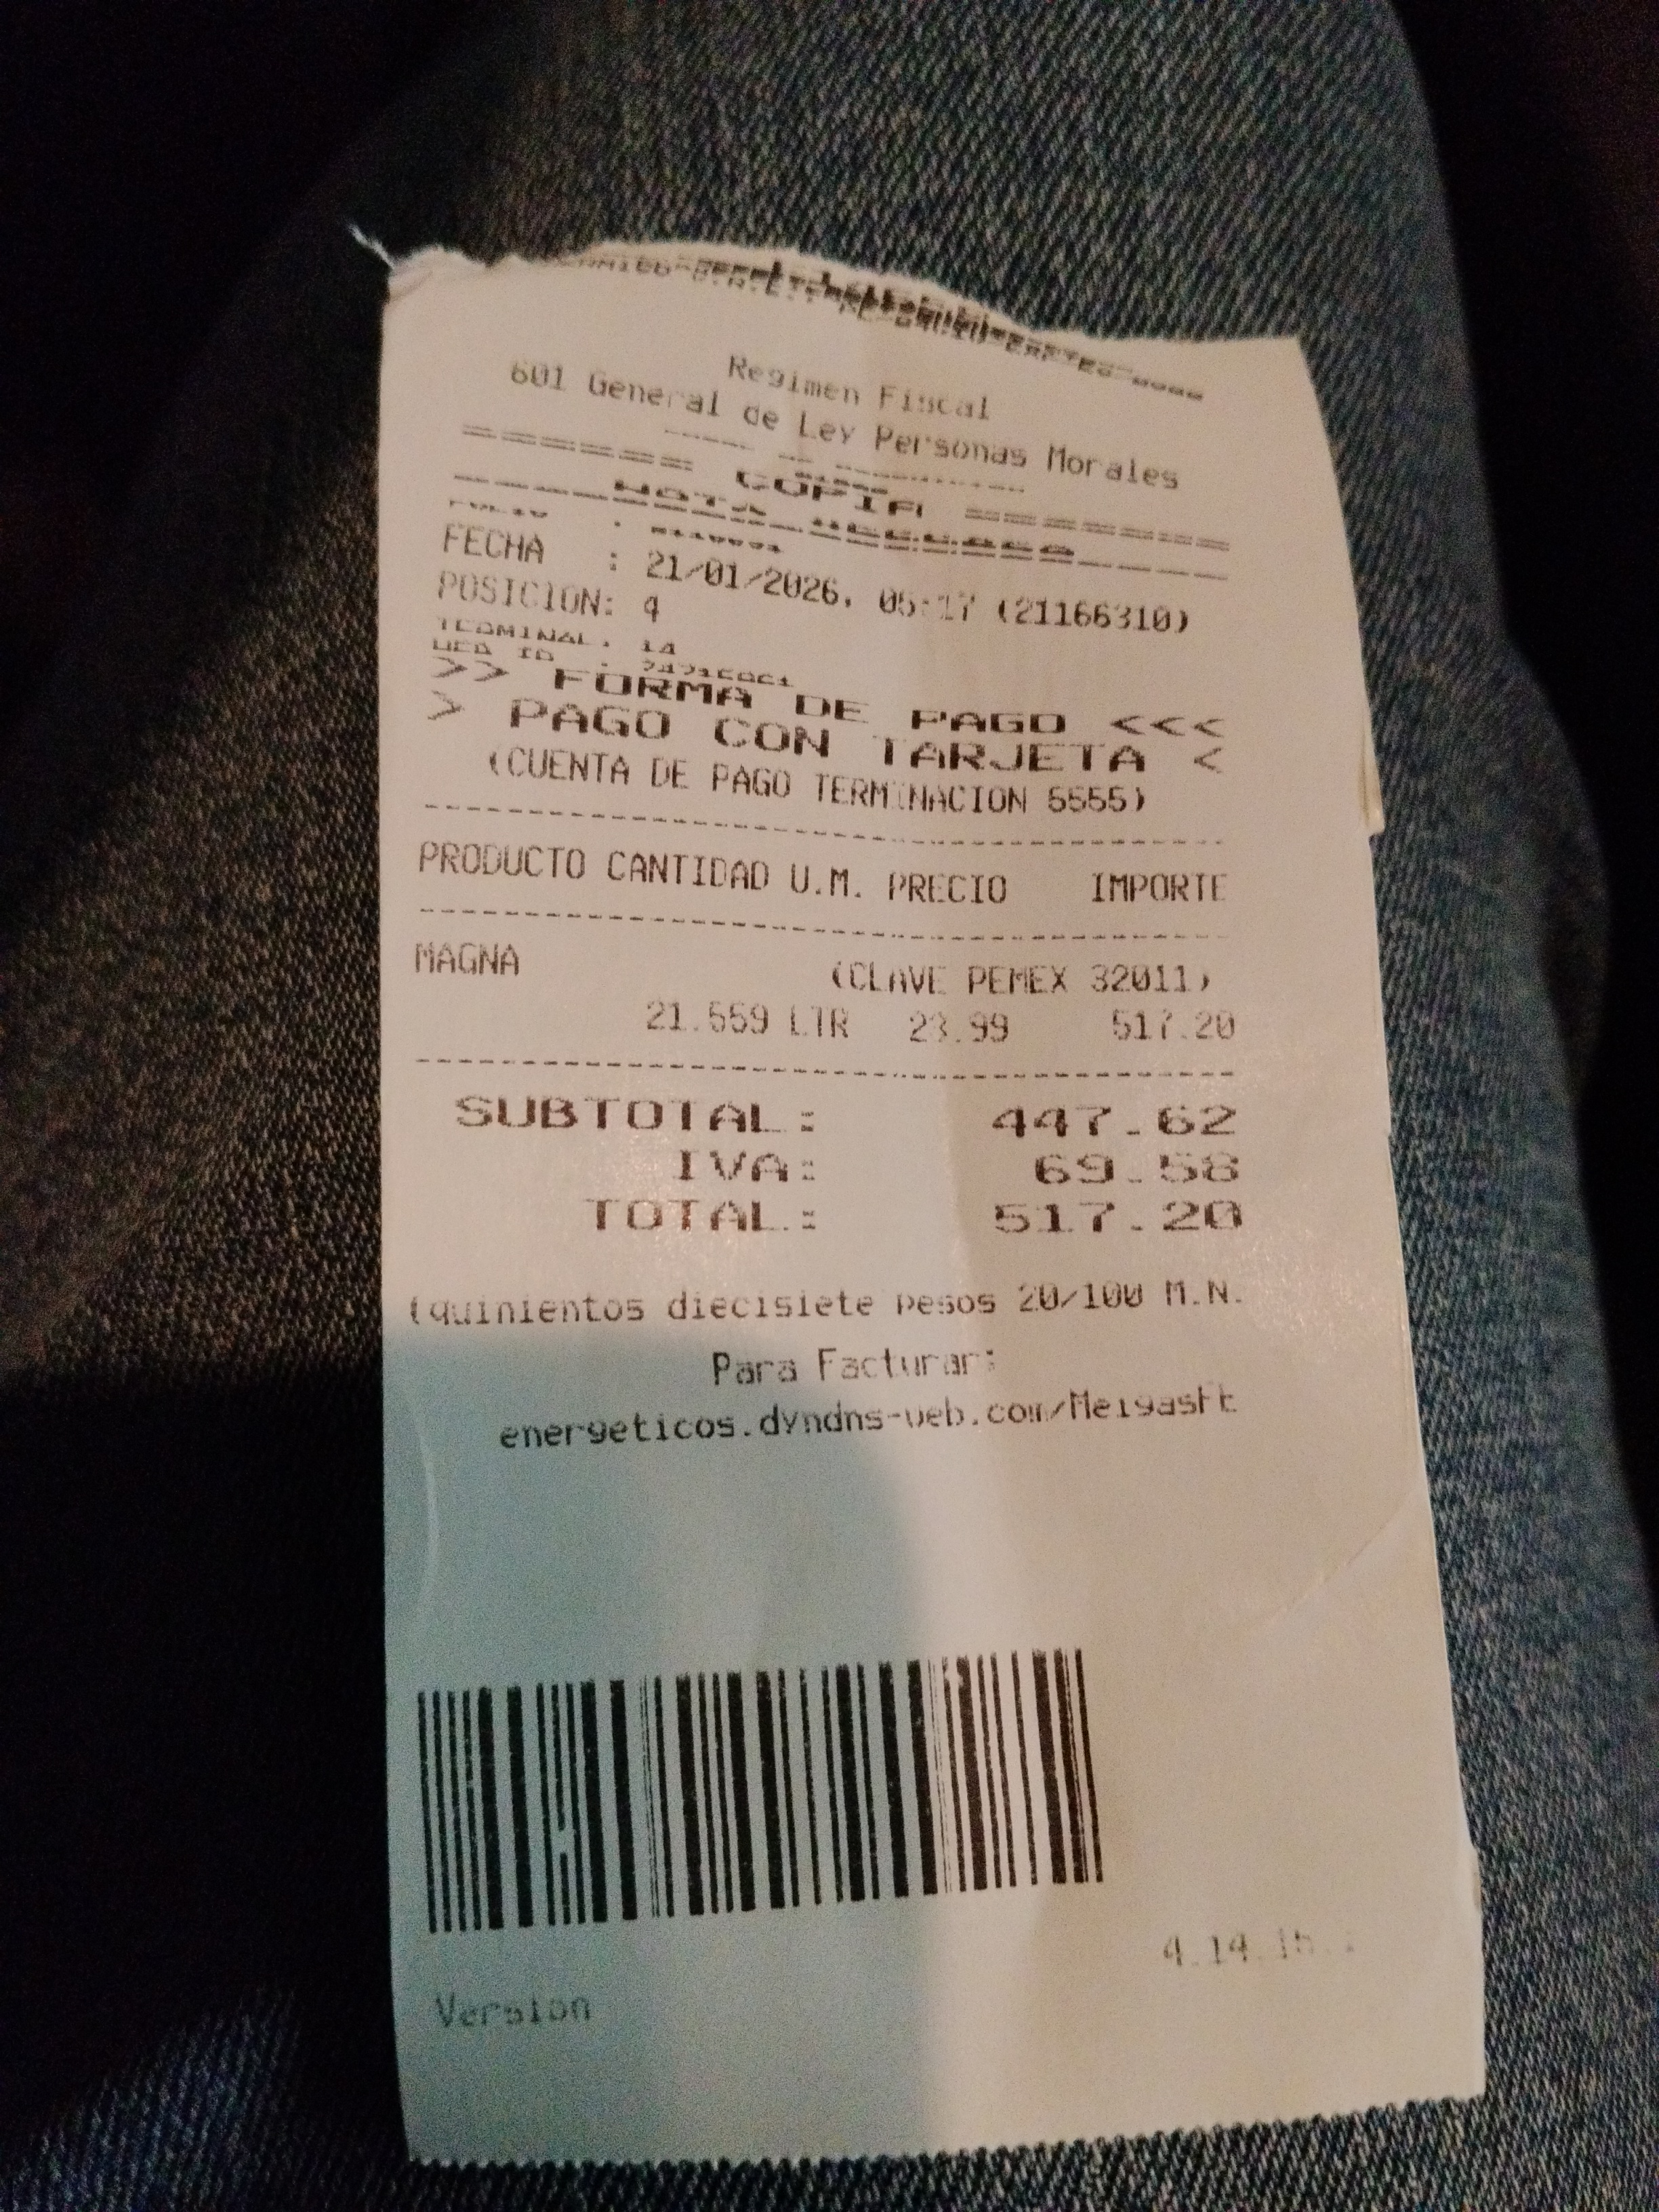 Regimen Fiscal
601 General de Ley Personas Morales
====== COPIA =======
FECHA : 21/01/2026, 05:17 (21166310)
POSICION: 4
TERMINAL: 14
>> FORMA DE PAGO <<<
> PAGO CON TARJETA <
(CUENTA DE PAGO TERMINACION 5555)
PRODUCTO CANTIDAD U.M. PRECIO IMPORTE
MAGNA (CLAVE PEMEX 32011)
21.559 LTR 23.99 517.20
SUBTOTAL: 447.62
IVA: 69.58
TOTAL: 517.20
(quinientos diecisiete pesos 20/100 M.N.
Para Facturar:
energeticos.dyndns-web.com/MeigasFE
Version